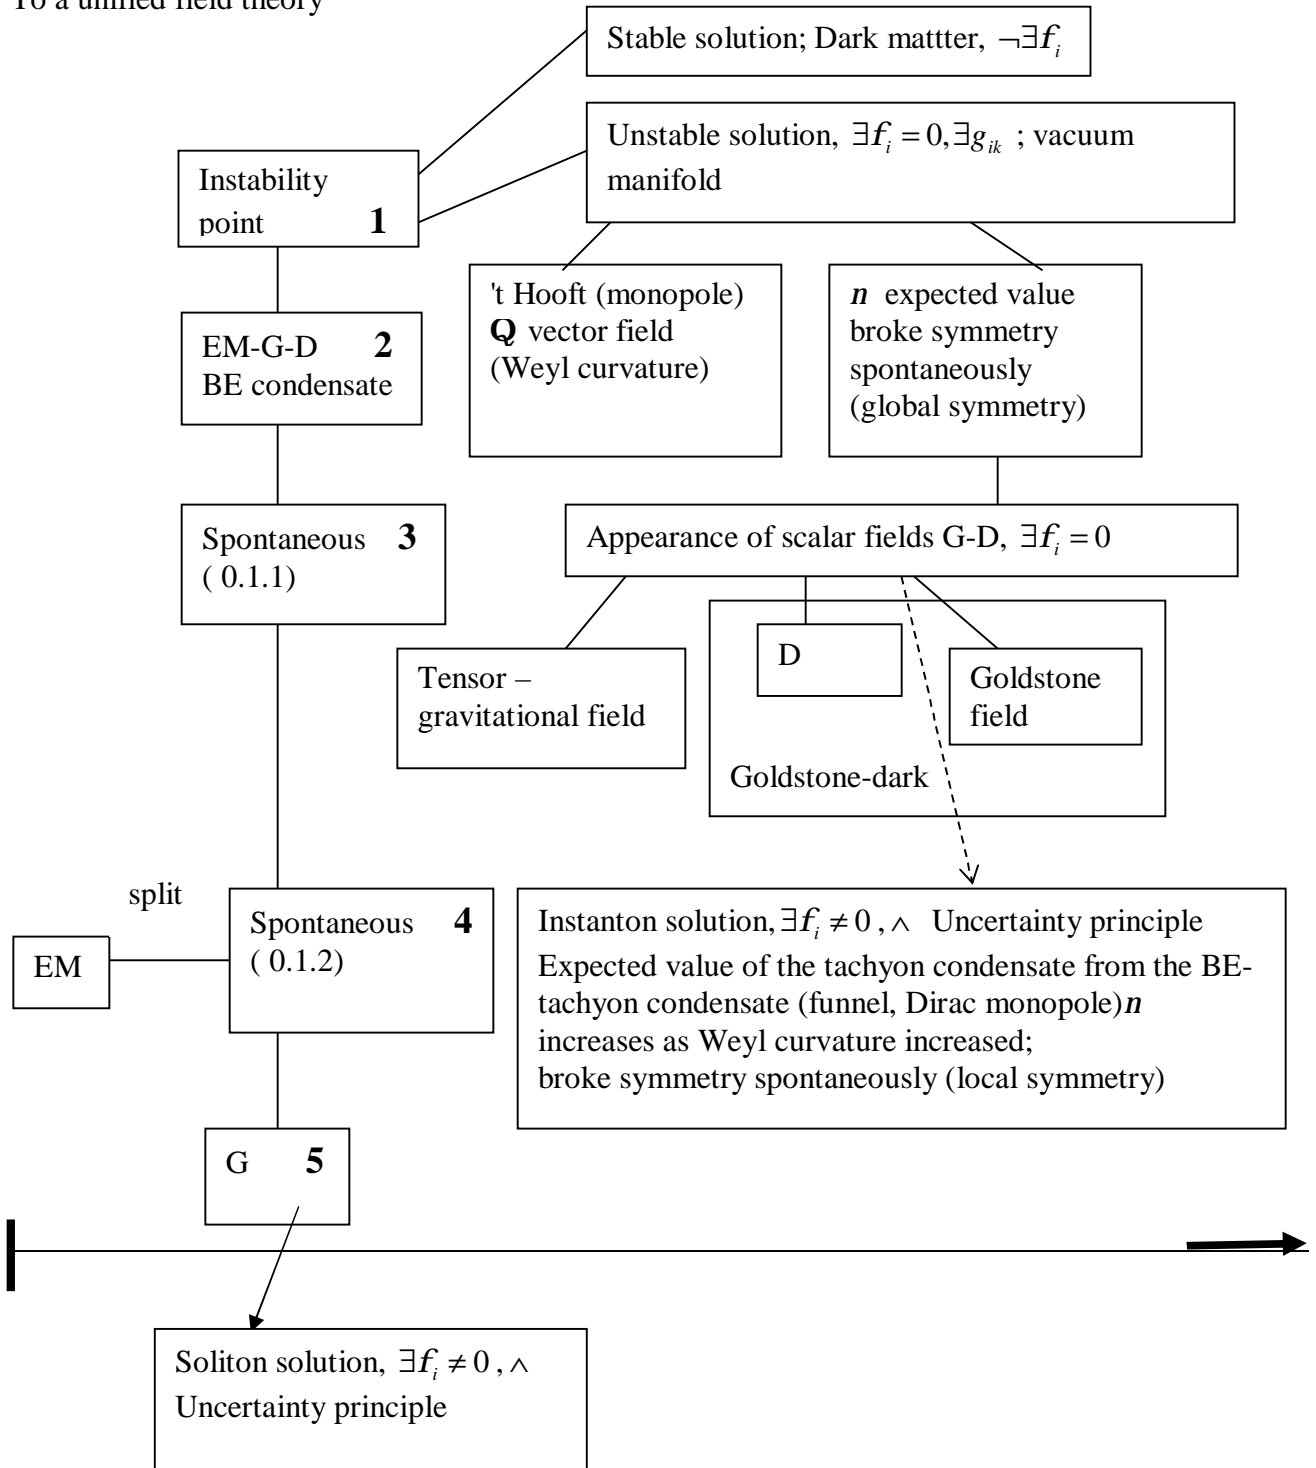 To a unified field theory
Stable solution; Dark mattter, ¬∃f_i
Unstable solution, ∃f_i = 0, ∃g_ik ; vacuum
manifold
Instability
point 1
't Hooft (monopole)
Q vector field
(Weyl curvature)
n expected value
broke symmetry
spontaneously
(global symmetry)
EM-G-D 2
BE condensate
Spontaneous 3
( 0.1.1)
Appearance of scalar fields G-D, ∃f_i = 0
Tensor –
gravitational field
D
Goldstone
field
Goldstone-dark
split
EM
Spontaneous 4
( 0.1.2)
Instanton solution, ∃f_i ≠ 0 , ∧ Uncertainty principle
Expected value of the tachyon condensate from the BE-
tachyon condensate (funnel, Dirac monopole) n
increases as Weyl curvature increased;
broke symmetry spontaneously (local symmetry)
G 5
Soliton solution, ∃f_i ≠ 0 , ∧
Uncertainty principle